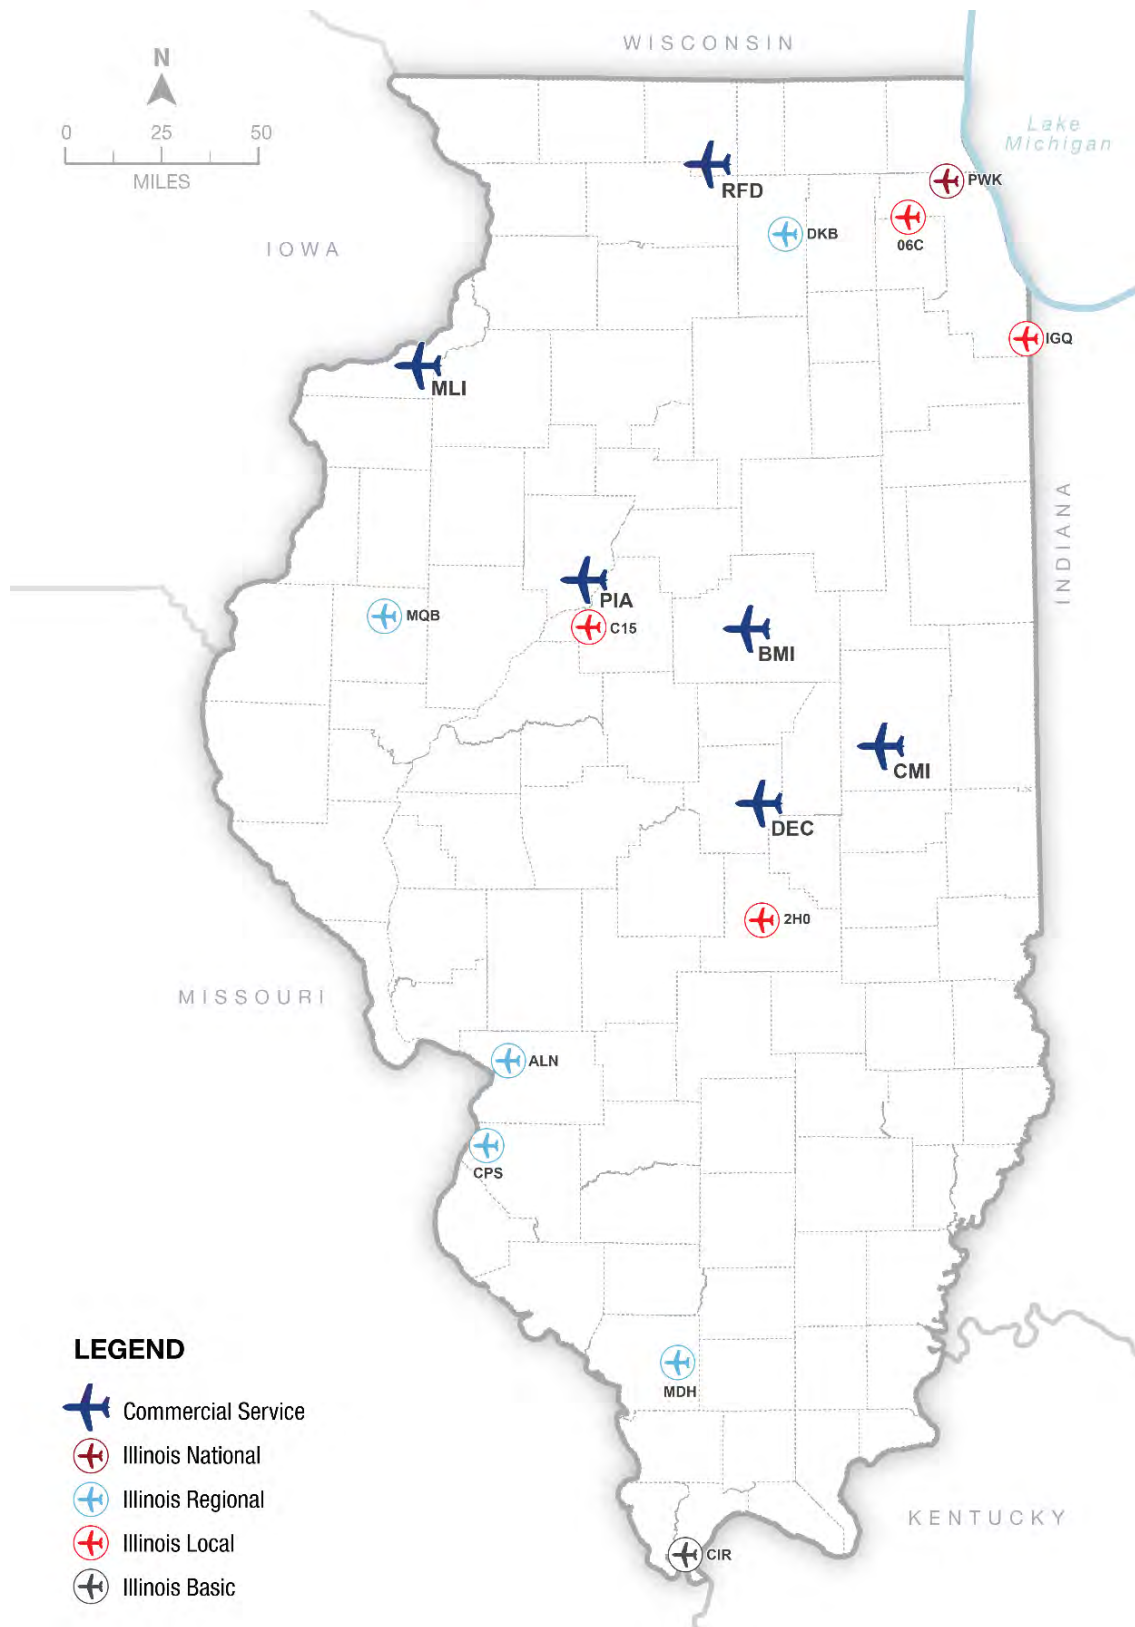 WISCONSIN
N
0 25 50
MILES
Lake
Michigan
RFD
PWK
DKB
06C
IOWA
IGQ
MLI
INDIANA
PIA
MQB
C15
BMI
CMI
DEC
2H0
MISSOURI
ALN
CPS
LEGEND
MDH
Commercial Service
Illinois National
Illinois Regional
KENTUCKY
Illinois Local
CIR
Illinois Basic